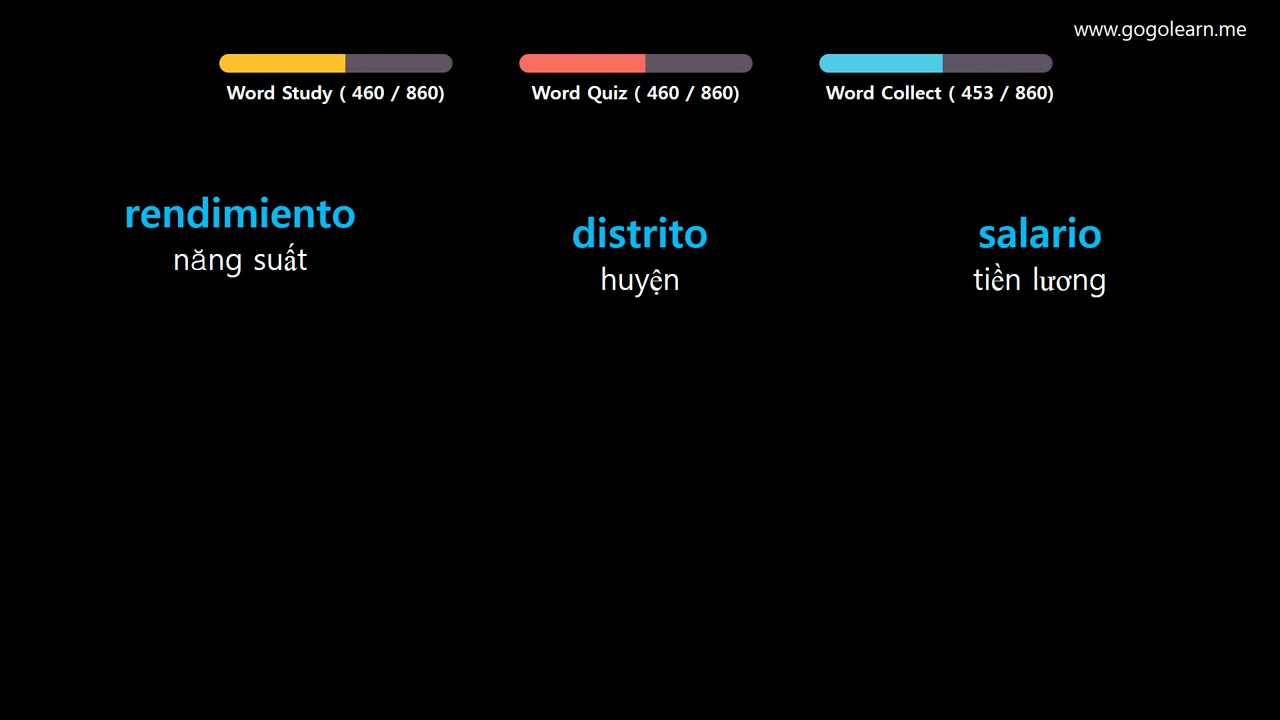 www.gogolearn.me
Word Study ( 460 / 860)
Word Quiz ( 460 / 860)
Word Collect ( 453 / 860)
rendimiento
năng suất
distrito
huyện
salario
tiền lương